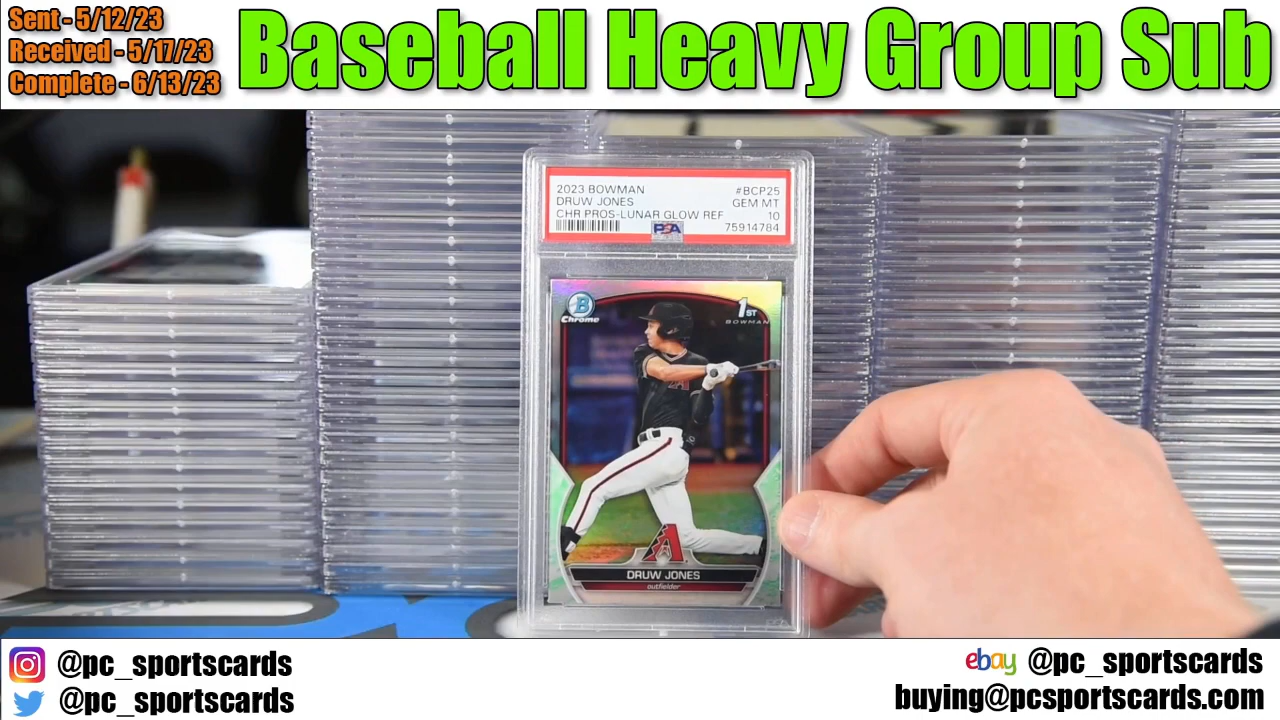 Sent - 5/12/23
Received - 5/17/23
Complete - 6/13/23
Baseball Heavy Group Sub
2023 BOWMAN #BCP25
DRUW JONES GEM MT
CHR PROS-LUNAR GLOW REF 10
PSA 75914784
B
Chrome
1ST
BOWMAN
A
DRUW JONES
outfielder
@pc_sportscards
@pc_sportscards
ebay @pc_sportscards
buying@pcsportscards.com